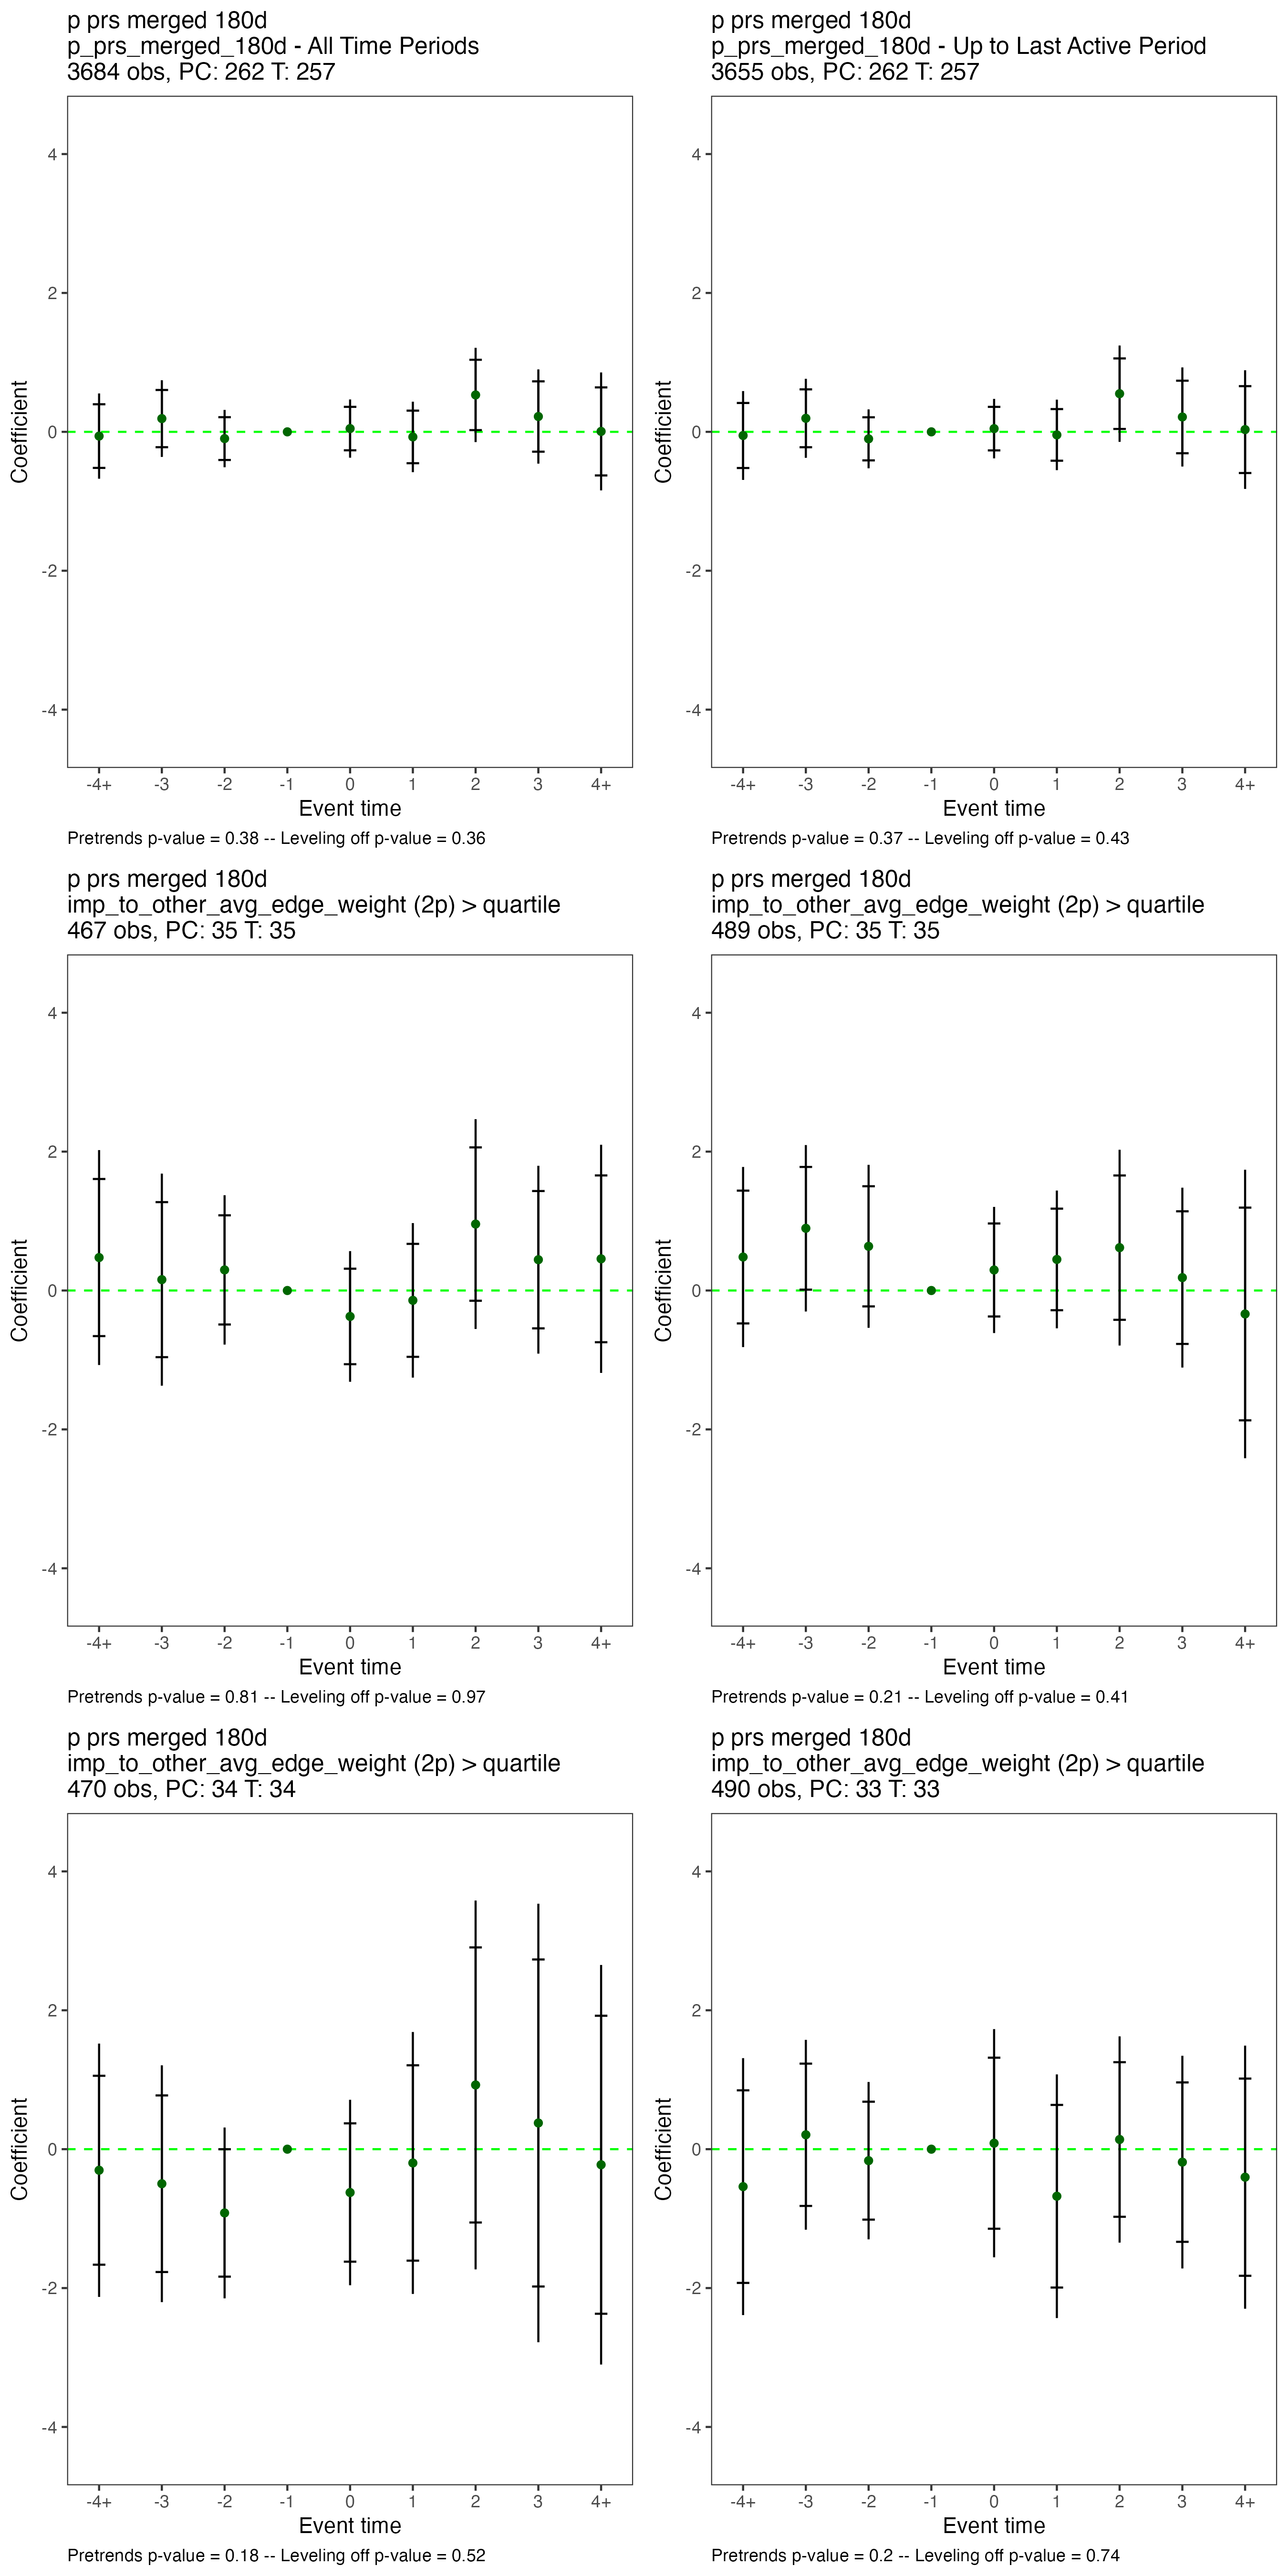 p prs merged 180d
p_prs_merged_180d - All Time Periods
3684 obs, PC: 262 T: 257
Coefficient
4
2
0
-2
-4
-4+ -3 -2 -1 0 1 2 3 4+
Event time
Pretrends p-value = 0.38 -- Leveling off p-value = 0.36
p prs merged 180d
p_prs_merged_180d - Up to Last Active Period
3655 obs, PC: 262 T: 257
Coefficient
4
2
0
-2
-4
-4+ -3 -2 -1 0 1 2 3 4+
Event time
Pretrends p-value = 0.37 -- Leveling off p-value = 0.43
p prs merged 180d
imp_to_other_avg_edge_weight (2p) > quartile
467 obs, PC: 35 T: 35
Coefficient
4
2
0
-2
-4
-4+ -3 -2 -1 0 1 2 3 4+
Event time
Pretrends p-value = 0.81 -- Leveling off p-value = 0.97
p prs merged 180d
imp_to_other_avg_edge_weight (2p) > quartile
489 obs, PC: 35 T: 35
Coefficient
4
2
0
-2
-4
-4+ -3 -2 -1 0 1 2 3 4+
Event time
Pretrends p-value = 0.21 -- Leveling off p-value = 0.41
p prs merged 180d
imp_to_other_avg_edge_weight (2p) > quartile
470 obs, PC: 34 T: 34
Coefficient
4
2
0
-2
-4
-4+ -3 -2 -1 0 1 2 3 4+
Event time
Pretrends p-value = 0.18 -- Leveling off p-value = 0.52
p prs merged 180d
imp_to_other_avg_edge_weight (2p) > quartile
490 obs, PC: 33 T: 33
Coefficient
4
2
0
-2
-4
-4+ -3 -2 -1 0 1 2 3 4+
Event time
Pretrends p-value = 0.2 -- Leveling off p-value = 0.74